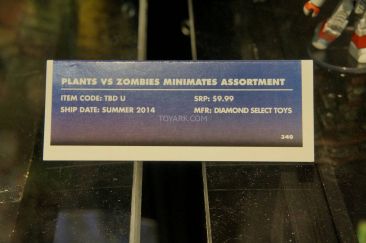 PLANTS VS ZOMBIES MINIMATES ASSORTMENT
ITEM CODE: TBD U SRP: $9.99
SHIP DATE: SUMMER 2014 MFR: DIAMOND SELECT TOYS
TOYARK.COM
240